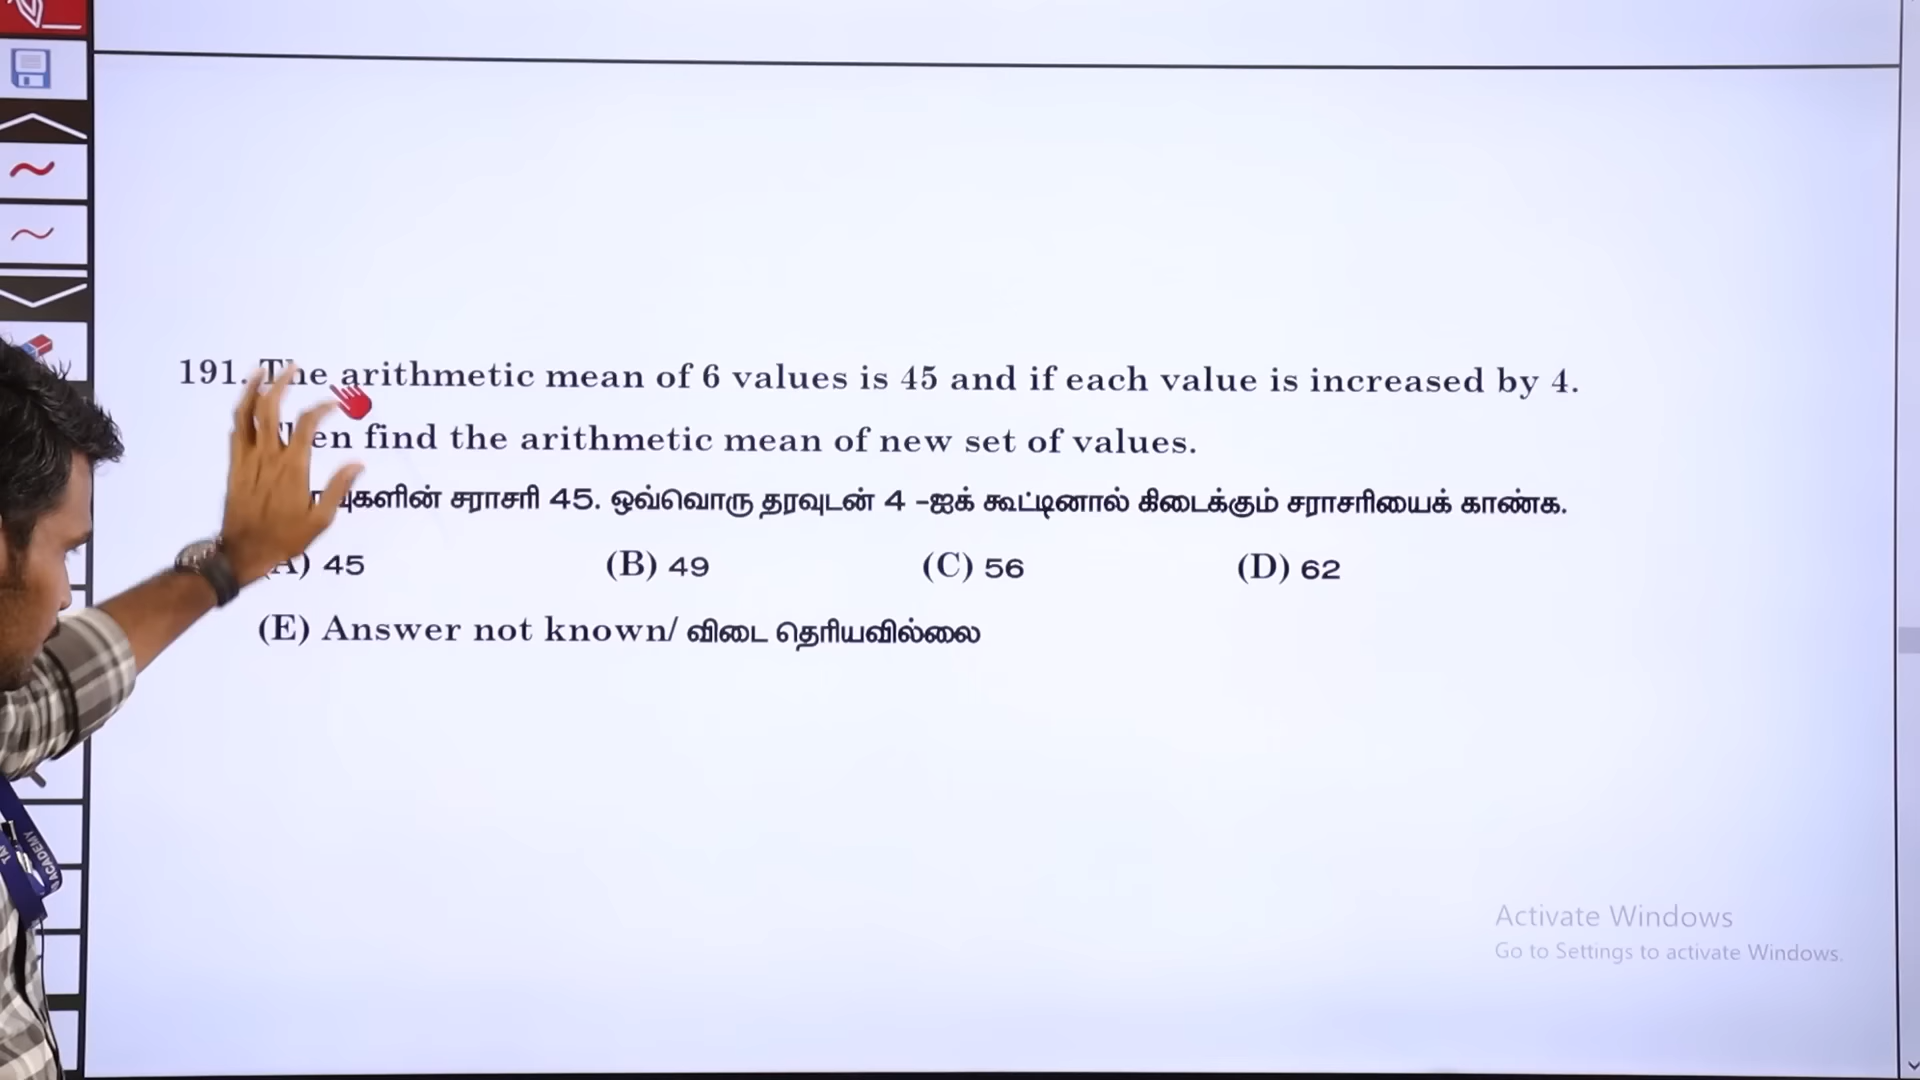 191. The arithmetic mean of 6 values is 45 and if each value is increased by 4.
Then find the arithmetic mean of new set of values.
சராசரி 45. ஒவ்வொரு தரவுடன் 4 -ஐக் கூட்டினால் கிடைக்கும் சராசரியைக் காண்க.
(A) 45 (B) 49 (C) 56 (D) 62
(E) Answer not known/ விடை தெரியவில்லை
ACADEMY
Activate Windows
Go to Settings to activate Windows.